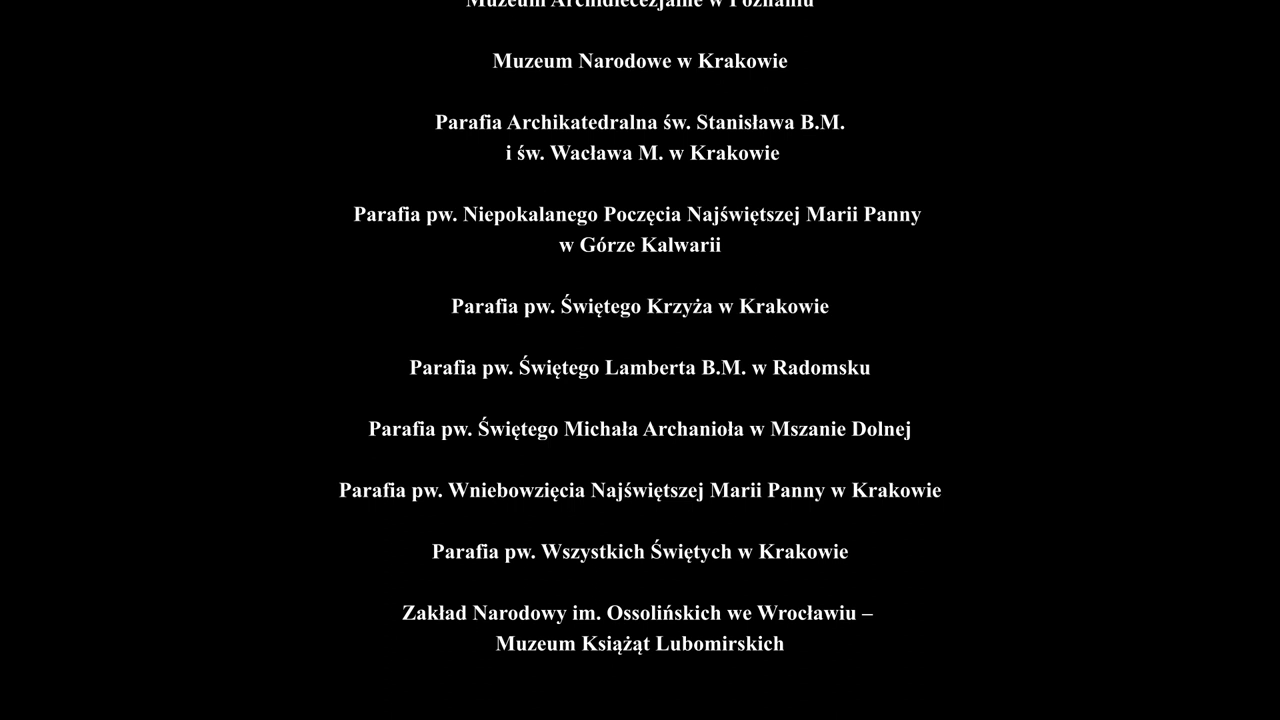 Muzeum Archidiecezjalne w Poznaniu
Muzeum Narodowe w Krakowie
Parafia Archikatedralna św. Stanisława B.M.
i św. Wacława M. w Krakowie
Parafia pw. Niepokalanego Poczęcia Najświętszej Marii Panny
w Górze Kalwarii
Parafia pw. Świętego Krzyża w Krakowie
Parafia pw. Świętego Lamberta B.M. w Radomsku
Parafia pw. Świętego Michała Archanioła w Mszanie Dolnej
Parafia pw. Wniebowzięcia Najświętszej Marii Panny w Krakowie
Parafia pw. Wszystkich Świętych w Krakowie
Zakład Narodowy im. Ossolińskich we Wrocławiu –
Muzeum Książąt Lubomirskich